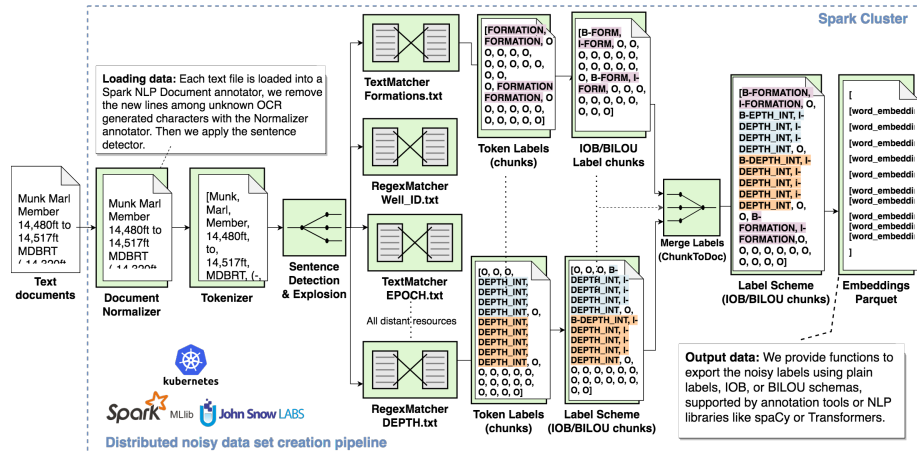 Spark Cluster
Loading data: Each text file is loaded into a
Spark NLP Document annotator, we remove
the new lines among unknown OCR
generated characters with the Normalizer
annotator. Then we apply the sentence
detector.
Munk Marl
Member
14,480ft to
14,517ft
MDBRT
Text
documents
Munk Marl
Member
14,480ft to
14,517ft
MDBRT
Document
Normalizer
[Munk,
Marl,
Member,
14,480ft,
to,
14,517ft,
MDBRT, (-,
Tokenizer
Sentence
Detection
& Explosion
TextMatcher
Formations.txt
RegexMatcher
Well_ID.txt
TextMatcher
EPOCH.txt
All distant resources
RegexMatcher
DEPTH.txt
[FORMATION,
FORMATION, O
O, O, O, O, O,
O, O, O, O, O,
O, O,
O, FORMATION
FORMATION, O,
O, O, O, O, O,
O, O, O, O, O]
Token Labels
(chunks)
[B-FORM,
I-FORM, O, O,
O, O, O, O, O,
O, O, O, O, O,
O, B-FORM, I-
FORM, O, O, O,
O, O, O, O, O,
O, O, O]
IOB/BILOU
Label chunks
[O, O, O,
DEPTH_INT,
DEPTH_INT,
DEPTH_INT,
DEPTH_INT, O,
DEPTH_INT,
DEPTH_INT,
DEPTH_INT,
DEPTH_INT,
DEPTH_INT, O,
O, O, O, O, O,
O, O, O, O, O,
O, O, O, O]
Token Labels
(chunks)
[O, O, O, B-
DEPTH_INT, I-
DEPTH_INT, I-
DEPTH_INT, I-
DEPTH_INT, O,
B-DEPTH_INT, I-
DEPTH_INT, I-
DEPTH_INT, I-
DEPTH_INT, I-
DEPTH_INT, O,
O, O, O, O, O,
O, O, O, O, O,
O, O]
Label Scheme
(IOB/BILOU chunks)
Merge Labels
(ChunkToDoc)
[B-FORMATION,
I-FORMATION, O,
B-EPTH_INT, I-
DEPTH_INT, I-
DEPTH_INT, I-
DEPTH_INT, O,
B-DEPTH_INT, I-
DEPTH_INT, I-
DEPTH_INT, I-
DEPTH_INT, I-
DEPTH_INT, O,
O, B-
FORMATION, I-
FORMATION,O,
O, O, O, O, O, O,
O, O, O, O]
Label Scheme
(IOB/BILOU chunks)
[
[word_embeddi
[word_embeddi
[word_embeddi
[word_embeddi
[word_embeddi
[word_embeddi
[word_embeddi
[word_embeddi
]
Embeddings
Parquet
Output data: We provide functions to
export the noisy labels using plain
labels, IOB, or BILOU schemas,
supported by annotation tools or NLP
libraries like spaCy or Transformers.
kubernetes
Spark MLlib
John Snow LABS
Distributed noisy data set creation pipeline